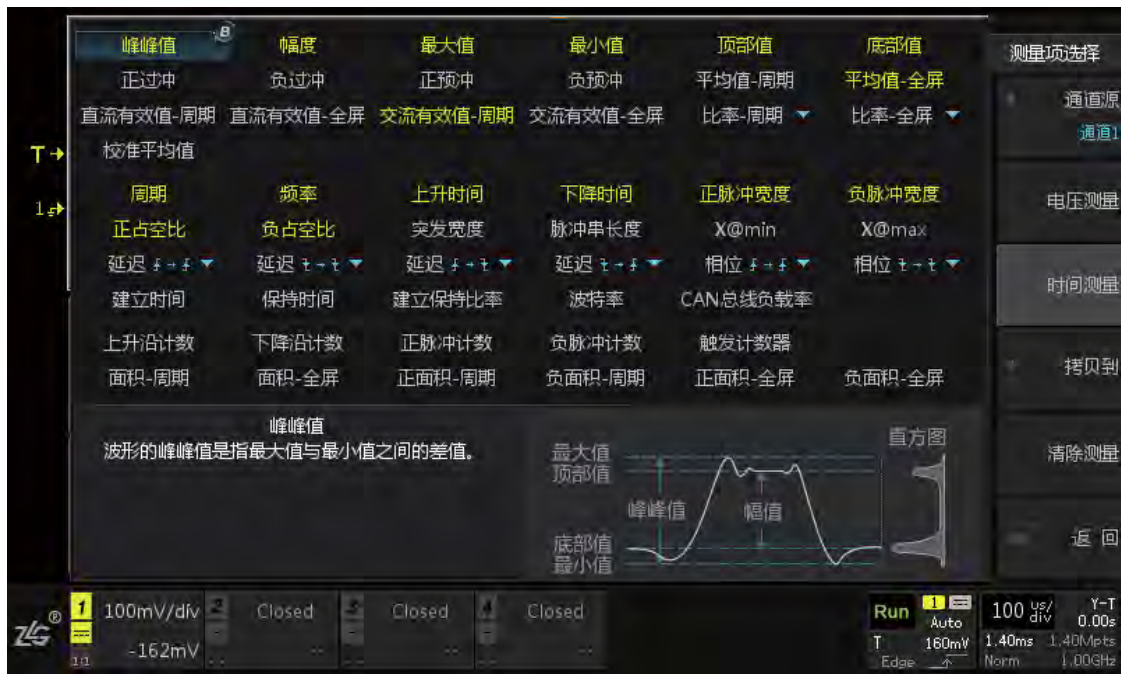 峰峰值 B 幅度 最大值 最小值 顶部值 底部值
正过冲 负过冲 正预冲 负预冲 平均值-周期 平均值-全屏
直流有效值-周期 直流有效值-全屏 交流有效值-周期 交流有效值-全屏 比率-周期 比率-全屏
校准平均值
周期 频率 上升时间 下降时间 正脉冲宽度 负脉冲宽度
正占空比 负占空比 突发宽度 脉冲串长度 X@min X@max
延迟 延迟 延迟 延迟 相位 相位
建立时间 保持时间 建立保持比率 波特率 CAN总线负载率
上升沿计数 下降沿计数 正脉冲计数 负脉冲计数 触发计数器
面积-周期 面积-全屏 正面积-周期 负面积-周期 正面积-全屏 负面积-全屏
T
1
测量项选择
通道源
通道1
电压测量
时间测量
拷贝到
清除测量
返 回
峰峰值
波形的峰峰值是指最大值与最小值之间的差值。
最大值
顶部值
峰峰值 幅值
底部值
最小值
直方图
ZLG®
1 100mV/div 2 Closed 3 Closed 4 Closed
-162mV
1:1
Run 1 Auto
T 160mV
Edge
100 us/div Y-T
0.00s
1.40ms 1.40Mpts
Norm 1.00GHz